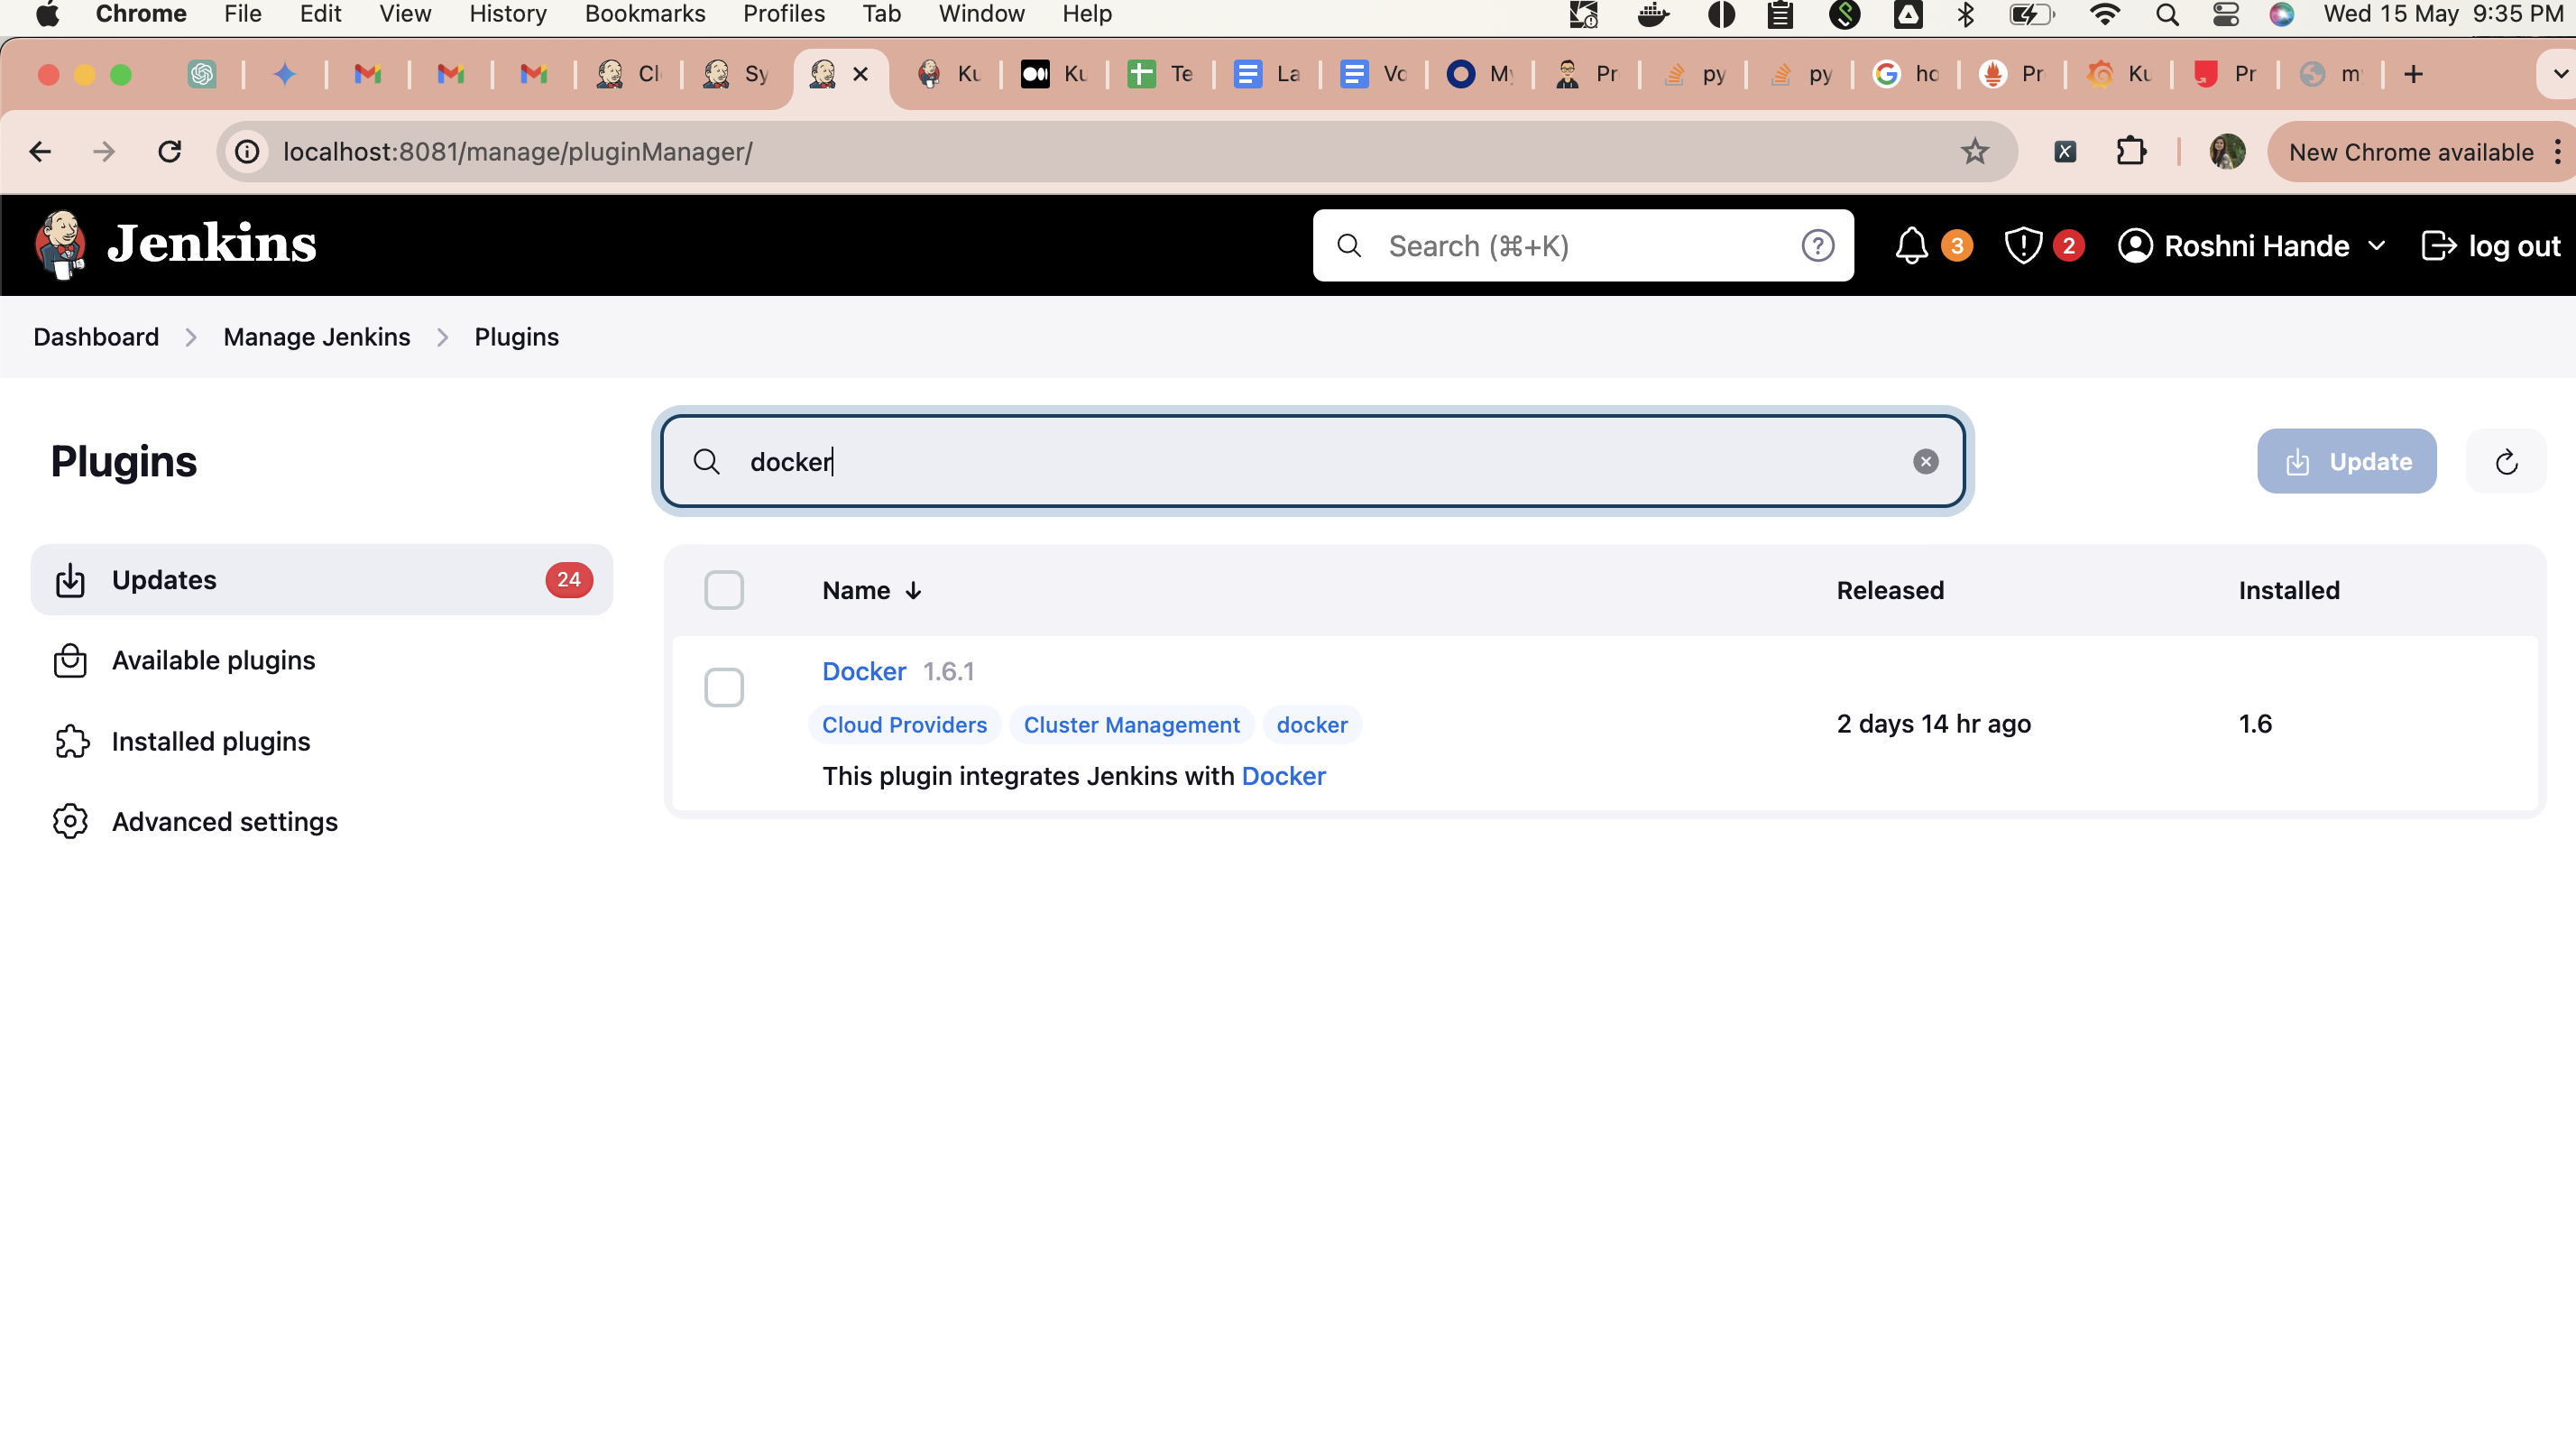 Chrome File Edit View History Bookmarks Profiles Tab Window Help Wed 15 May 9:35 PM
Cl Sy Ku Ku Te La Vo My Pr py py ho Pr Ku Pr m
localhost:8081/manage/pluginManager/ New Chrome available
Jenkins Search (⌘+K) 3 2 Roshni Hande log out
Dashboard Manage Jenkins Plugins
Plugins docker Update
Updates 24
Available plugins
Installed plugins
Advanced settings
Name ↓ Released Installed
Docker 1.6.1
Cloud Providers Cluster Management docker
2 days 14 hr ago 1.6
This plugin integrates Jenkins with Docker